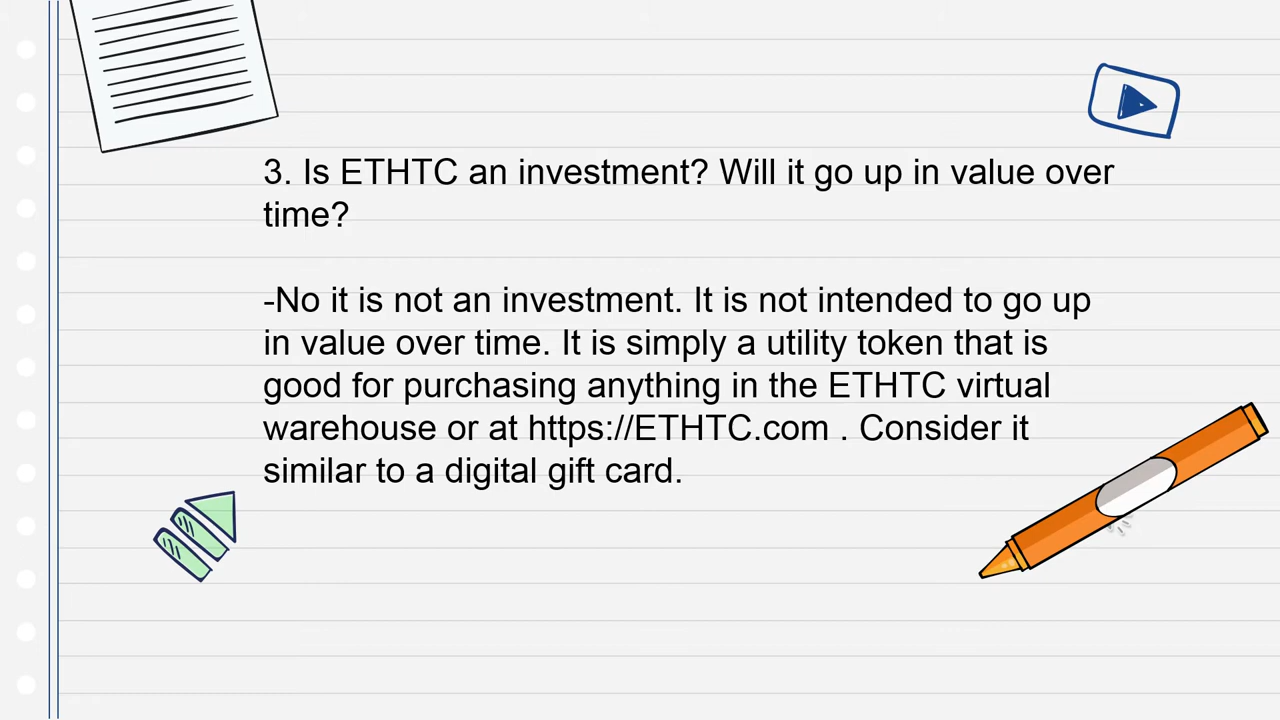 3. Is ETHTC an investment? Will it go up in value over
time?
-No it is not an investment. It is not intended to go up
in value over time. It is simply a utility token that is
good for purchasing anything in the ETHTC virtual
warehouse or at https://ETHTC.com . Consider it
similar to a digital gift card.